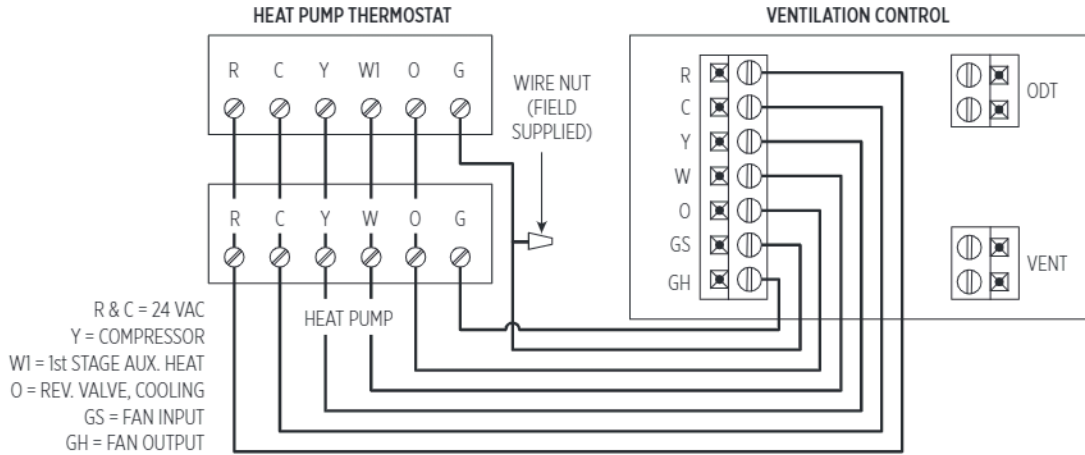 HEAT PUMP THERMOSTAT
VENTILATION CONTROL
R C Y W1 O G
WIRE NUT
(FIELD
SUPPLIED)
R C Y W O G
HEAT PUMP
R & C = 24 VAC
Y = COMPRESSOR
W1 = 1st STAGE AUX. HEAT
O = REV. VALVE, COOLING
GS = FAN INPUT
GH = FAN OUTPUT
R
C
Y
W
O
GS
GH
ODT
VENT